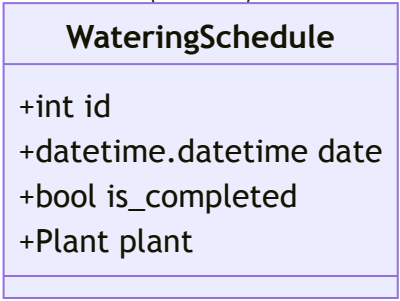 WateringSchedule
+int id
+datetime.datetime date
+bool is_completed
+Plant plant